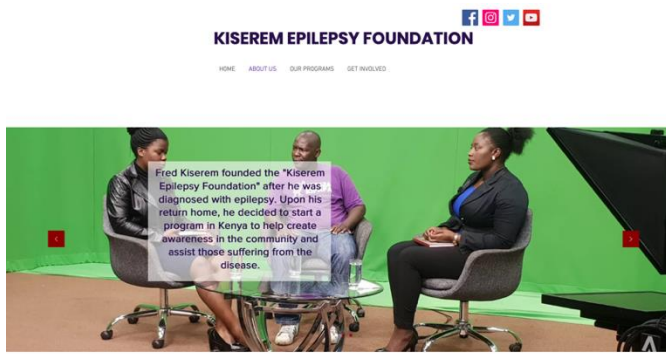 KISEREM EPILEPSY FOUNDATION
HOME ABOUT US OUR PROGRAMS GET INVOLVED
Fred Kiserem founded the "Kiserem
Epilepsy Foundation" after he was
diagnosed with epilepsy. Upon his
return home, he decided to start a
program in Kenya to help create
awareness in the community and
assist those suffering from the
disease.